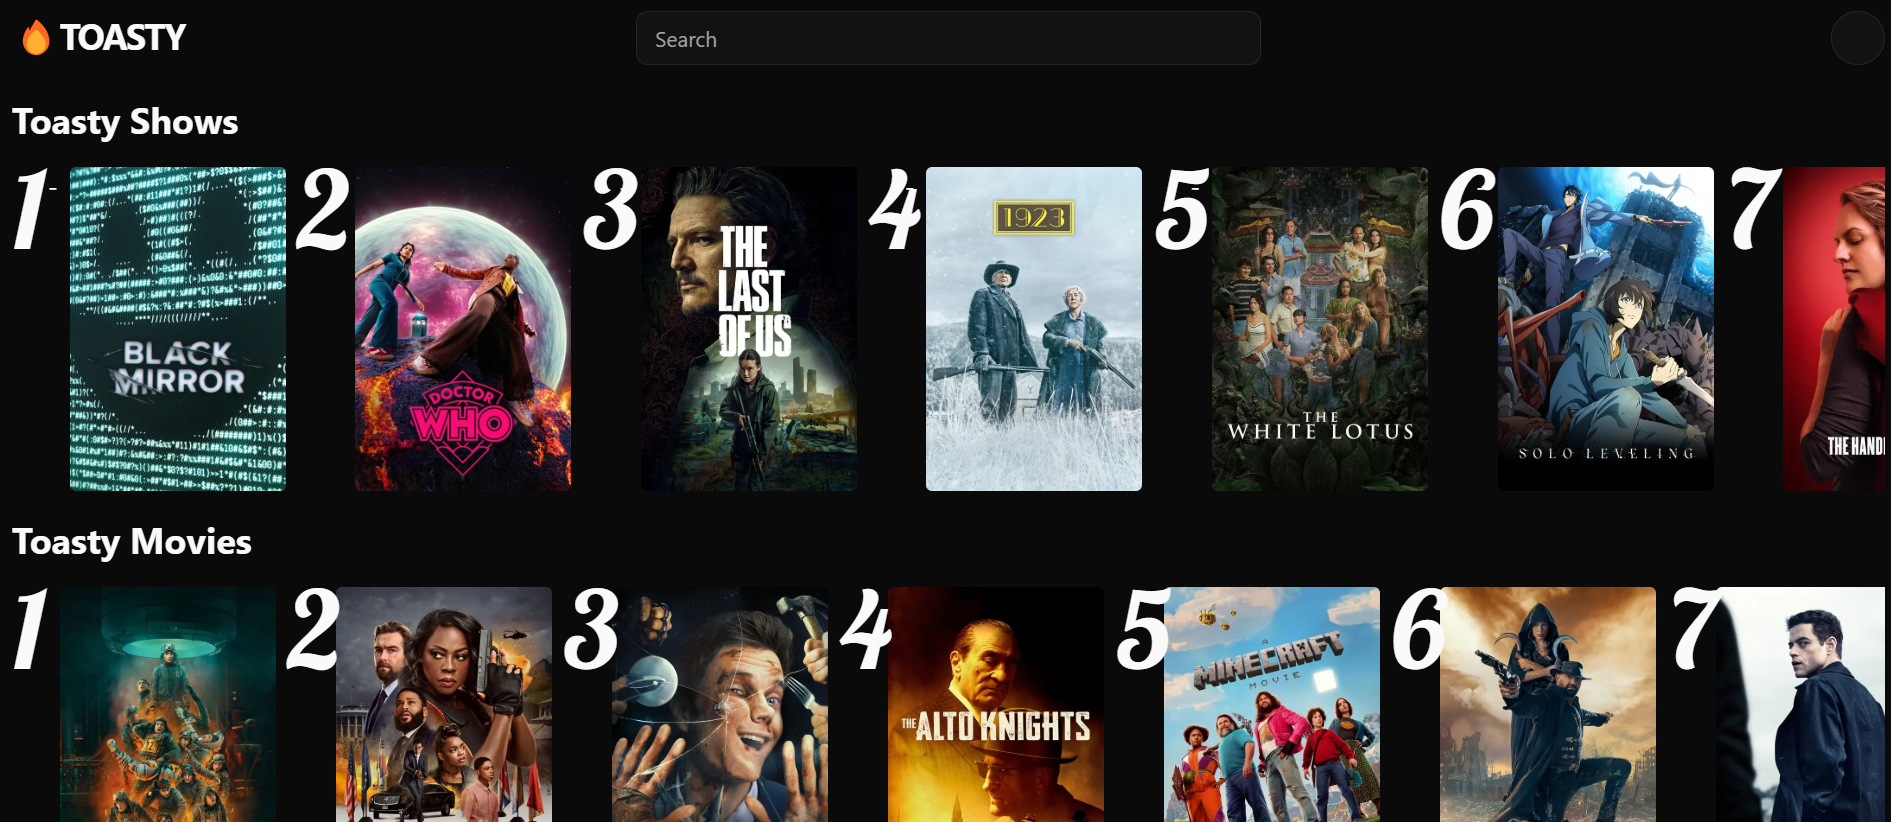 TOASTY
Search
Toasty Shows
1
2
3
4
5
6
7
BLACK
MIRROR
DOCTOR
WHO
THE
LAST
OF US
1923
THE
WHITE LOTUS
SOLO LEVELING
THE HAND
Toasty Movies
1
2
3
4
5
6
7
THE ALTO KNIGHTS
A
MINECRAFT
MOVIE